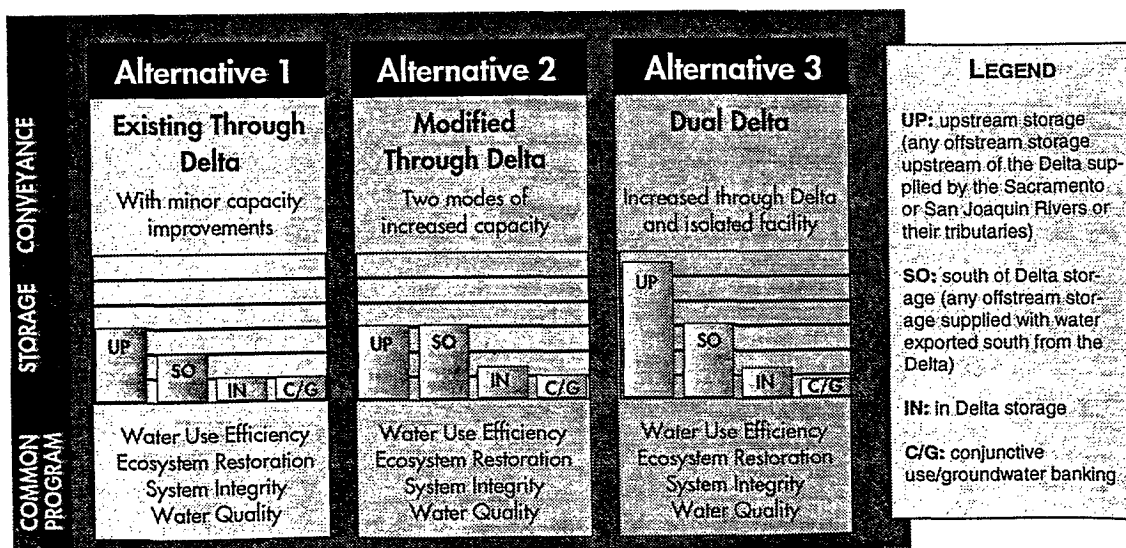 Alternative 1
Existing Through
Delta
With minor capacity
improvements
UP
SO
IN
C/G
Water Use Efficiency
Ecosystem Restoration
System Integrity
Water Quality
Alternative 2
Modified
Through Delta
Two modes of
increased capacity
UP
SO
IN
C/G
Water Use Efficiency
Ecosystem Restoration
System Integrity
Water Quality
Alternative 3
Dual Delta
Increased through Delta
and isolated facility
UP
SO
IN
C/G
Water Use Efficiency
Ecosystem Restoration
System Integrity
Water Quality
CONVEYANCE
STORAGE
COMMON
PROGRAM
LEGEND
UP: upstream storage
(any offstream storage
upstream of the Delta sup-
plied by the Sacramento
or San Joaquin Rivers or
their tributaries)
SO: south of Delta stor-
age (any offstream stor-
age supplied with water
exported south from the
Delta)
IN: in Delta storage
C/G: conjunctive
use/groundwater banking